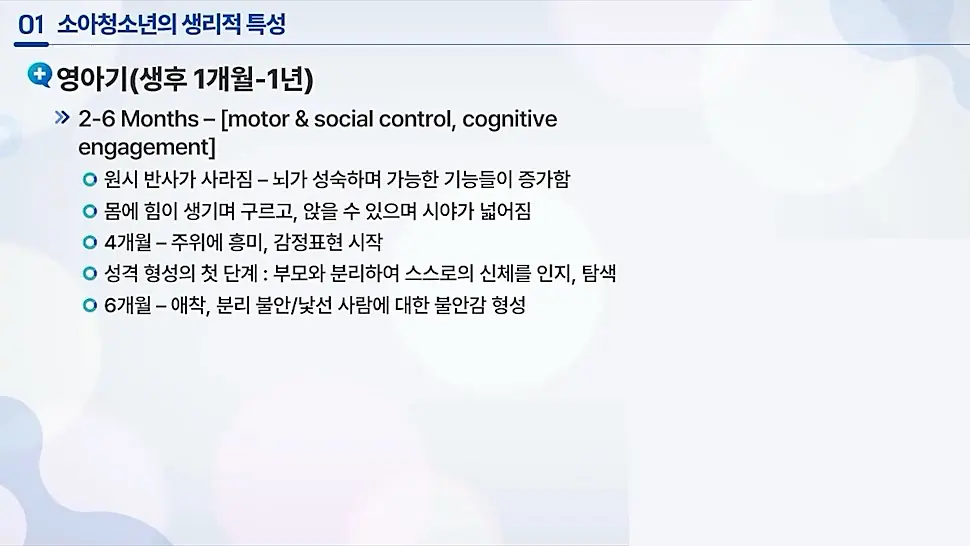 01 소아청소년의 생리적 특성
영아기(생후 1개월-1년)
2-6 Months – [motor & social control, cognitive
engagement]
원시 반사가 사라짐 – 뇌가 성숙하며 가능한 기능들이 증가함
몸에 힘이 생기며 구르고, 앉을 수 있으며 시야가 넓어짐
4개월 – 주위에 흥미, 감정표현 시작
성격 형성의 첫 단계 : 부모와 분리하여 스스로의 신체를 인지, 탐색
6개월 – 애착, 분리 불안/낯선 사람에 대한 불안감 형성